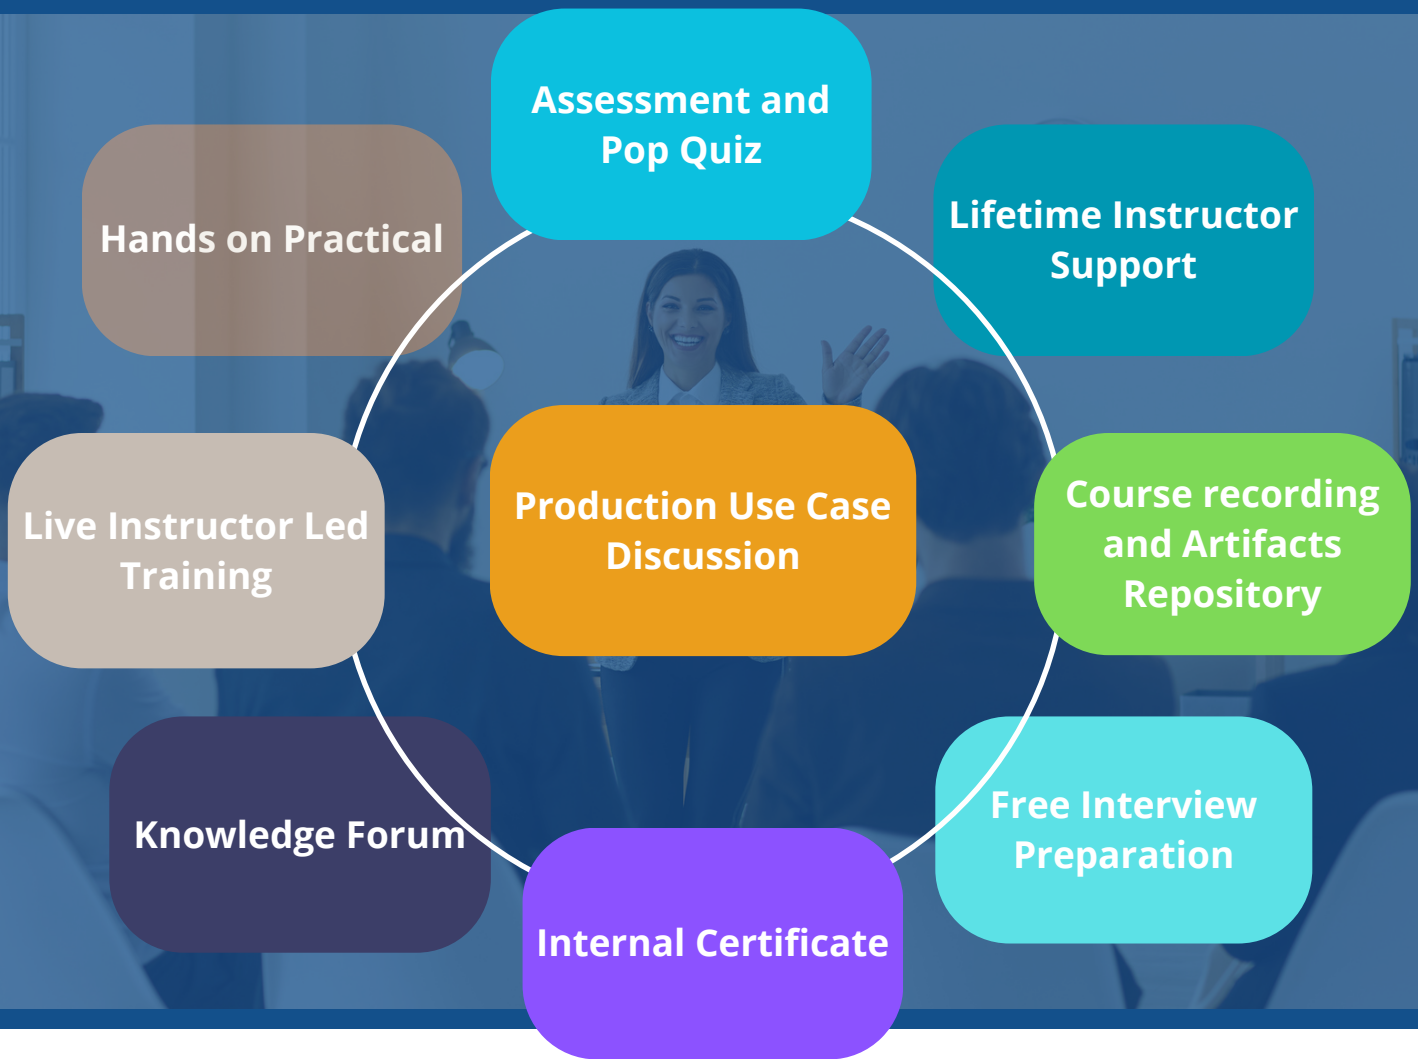 Assessment and
Pop Quiz
Hands on Practical
Lifetime Instructor
Support
Live Instructor Led
Training
Production Use Case
Discussion
Course recording
and Artifacts
Repository
Knowledge Forum
Free Interview
Preparation
Internal Certificate